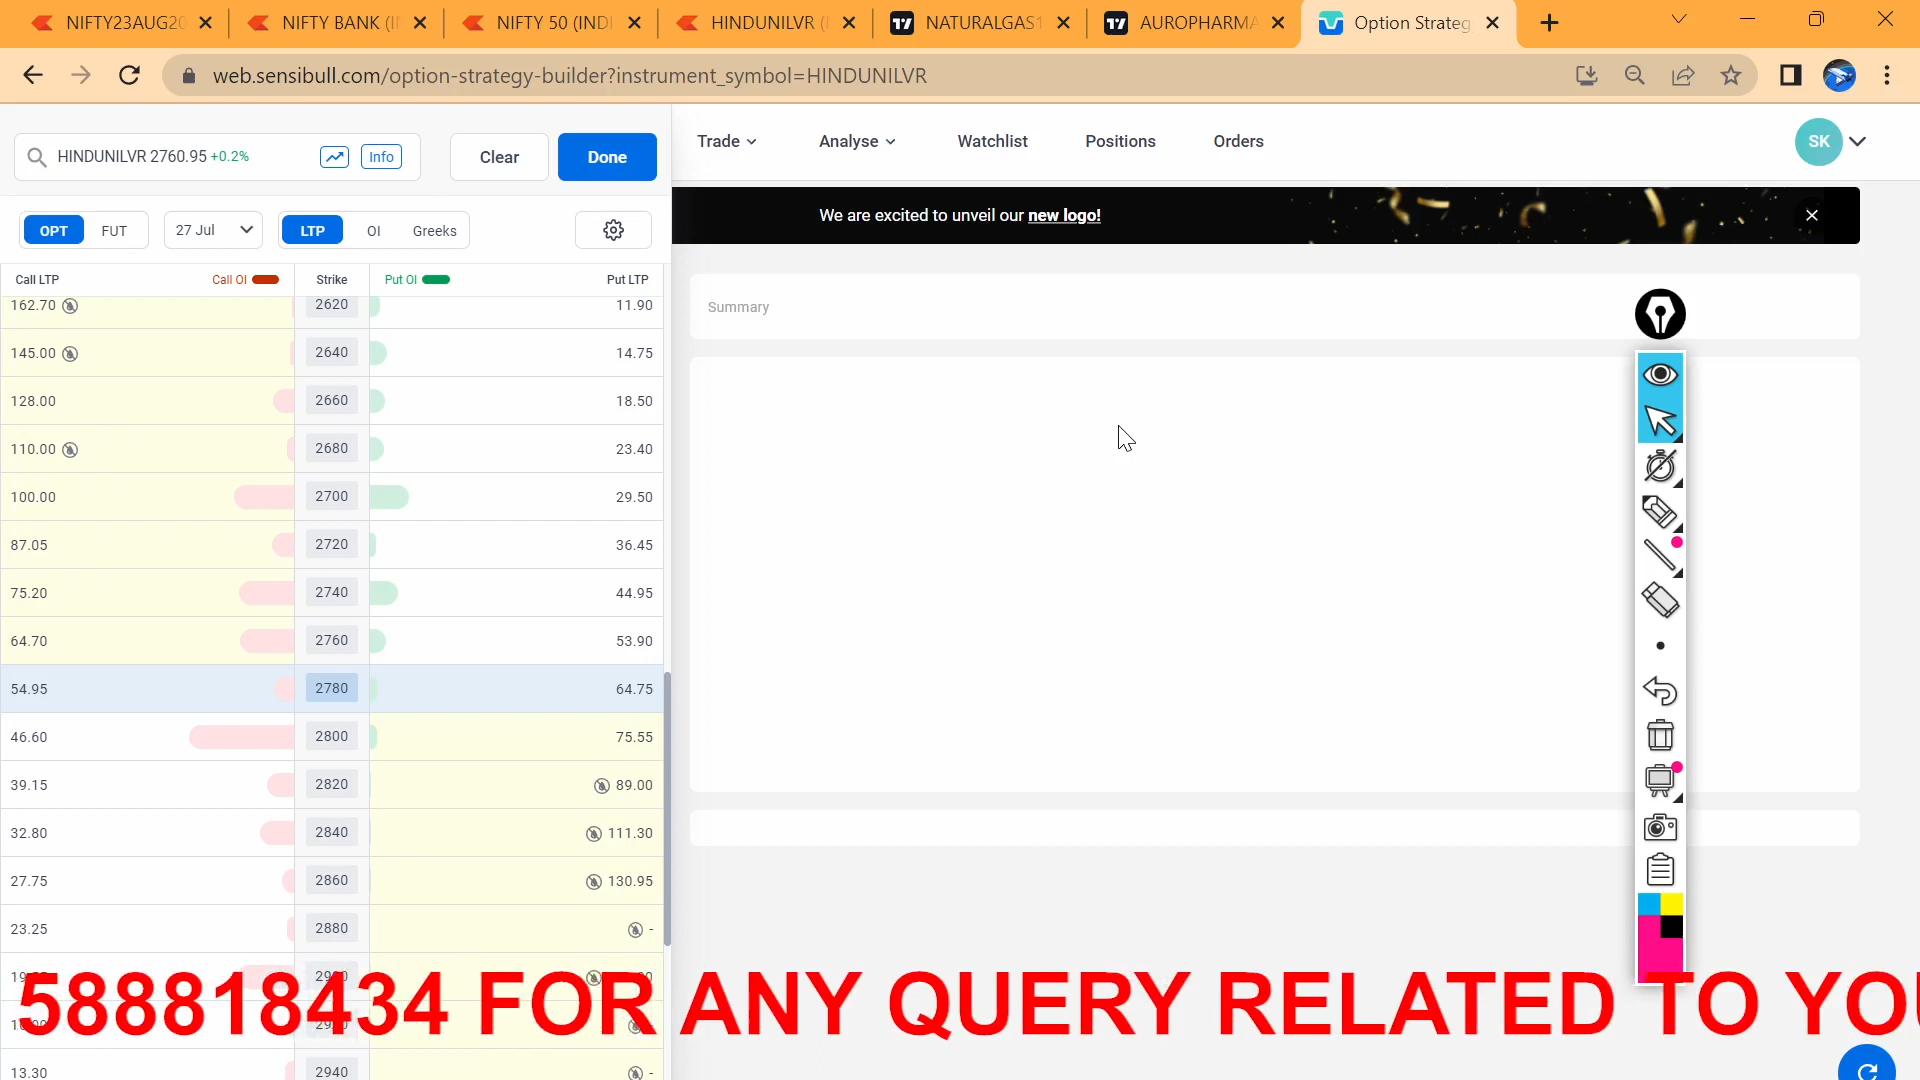 NIFTY23AUG20
NIFTY BANK (I
NIFTY 50 (INDI
HINDUNILVR (
NATURALGAS1
AUROPHARMA
Option Strateg
web.sensibull.com/option-strategy-builder?instrument_symbol=HINDUNILVR
HINDUNILVR 2760.95 +0.2%
Info
Clear
Done
Trade
Analyse
Watchlist
Positions
Orders
SK
We are excited to unveil our new logo!
OPT
FUT
27 Jul
LTP
OI
Greeks
Call LTP
Call OI
Strike
Put OI
Put LTP
Summary
162.70 2620 11.90
145.00 2640 14.75
128.00 2660 18.50
110.00 2680 23.40
100.00 2700 29.50
87.05 2720 36.45
75.20 2740 44.95
64.70 2760 53.90
54.95 2780 64.75
46.60 2800 75.55
39.15 2820 89.00
32.80 2840 111.30
27.75 2860 130.95
23.25 2880 -
588818434 FOR ANY QUERY RELATED TO YOU
13.30 2940 -